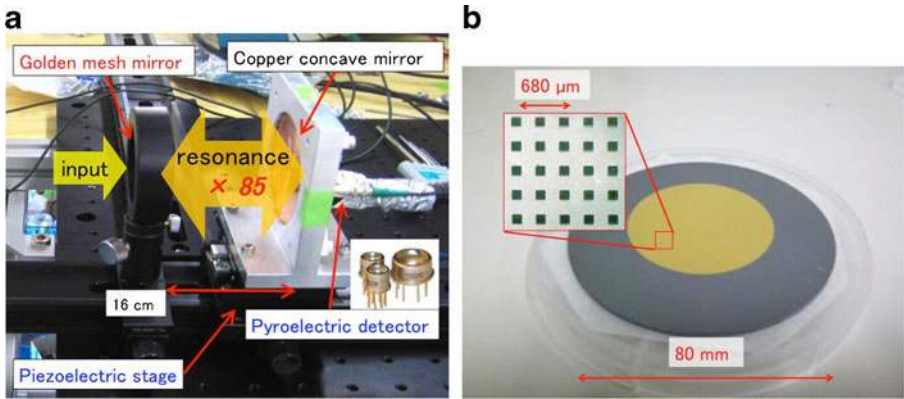 a
Golden mesh mirror
Copper concave mirror
input
resonance
× 85
16 cm
Pyroelectric detector
Piezoelectric stage
b
680 μm
80 mm